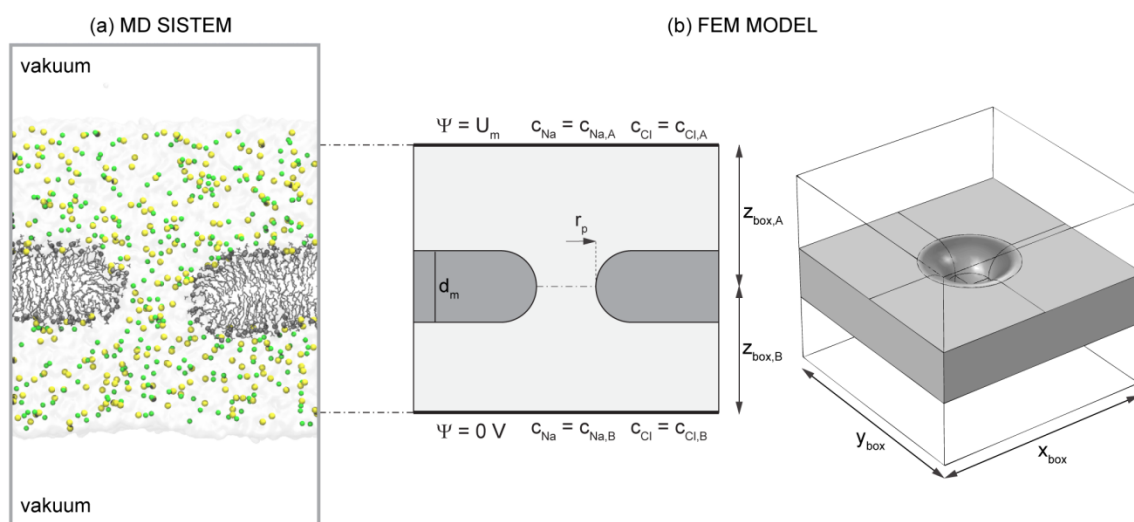 (a) MD SISTEM
(b) FEM MODEL
vakuum
Ψ = U_m c_Na = c_Na,A c_Cl = c_Cl,A
z_box,A
r_p
d_m
z_box,B
Ψ = 0 V c_Na = c_Na,B c_Cl = c_Cl,B
y_box
x_box
vakuum